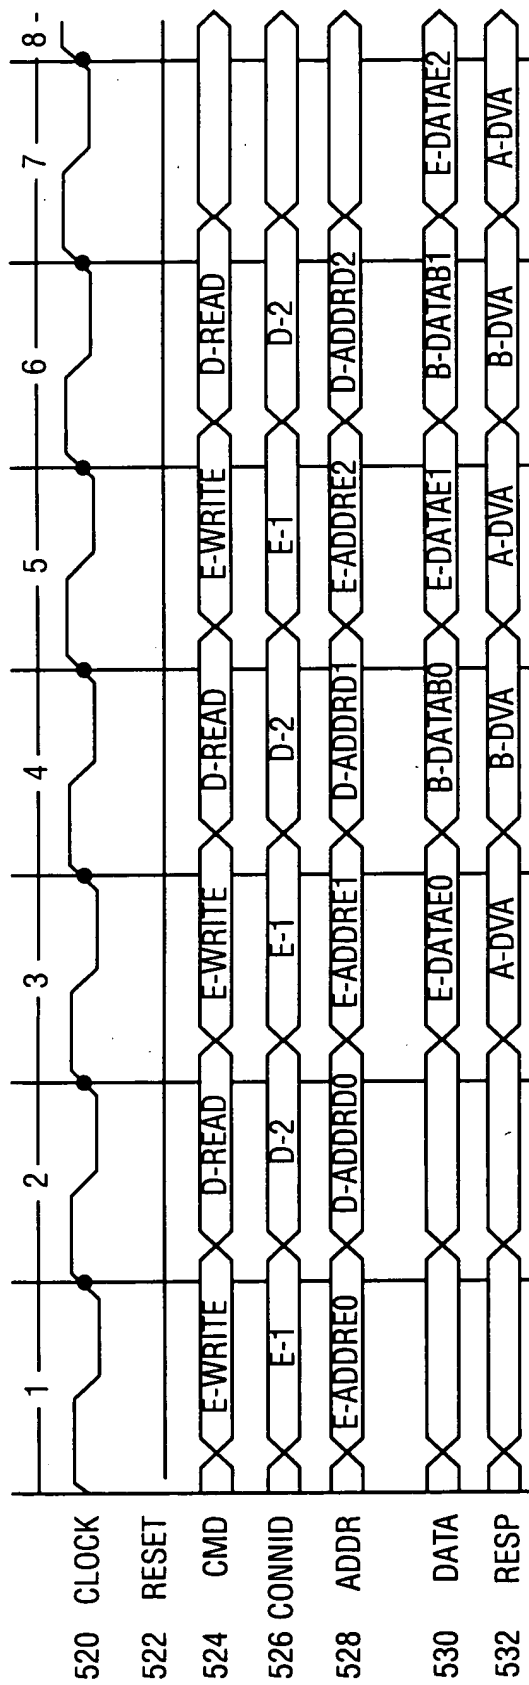 1 2 3 4 5 6 7 8
520 CLOCK
522 RESET
524 CMD E-WRITE D-READ E-WRITE D-READ E-WRITE D-READ
526 CONNID E-1 D-2 E-1 D-2 E-1 D-2
528 ADDR E-ADDRE0 D-ADDRD0 E-ADDRE1 D-ADDRD1 E-ADDRE2 D-ADDRD2
530 DATA E-DATAE0 B-DATAB0 E-DATAE1 B-DATAB1 E-DATAE2
532 RESP A-DVA B-DVA A-DVA B-DVA A-DVA